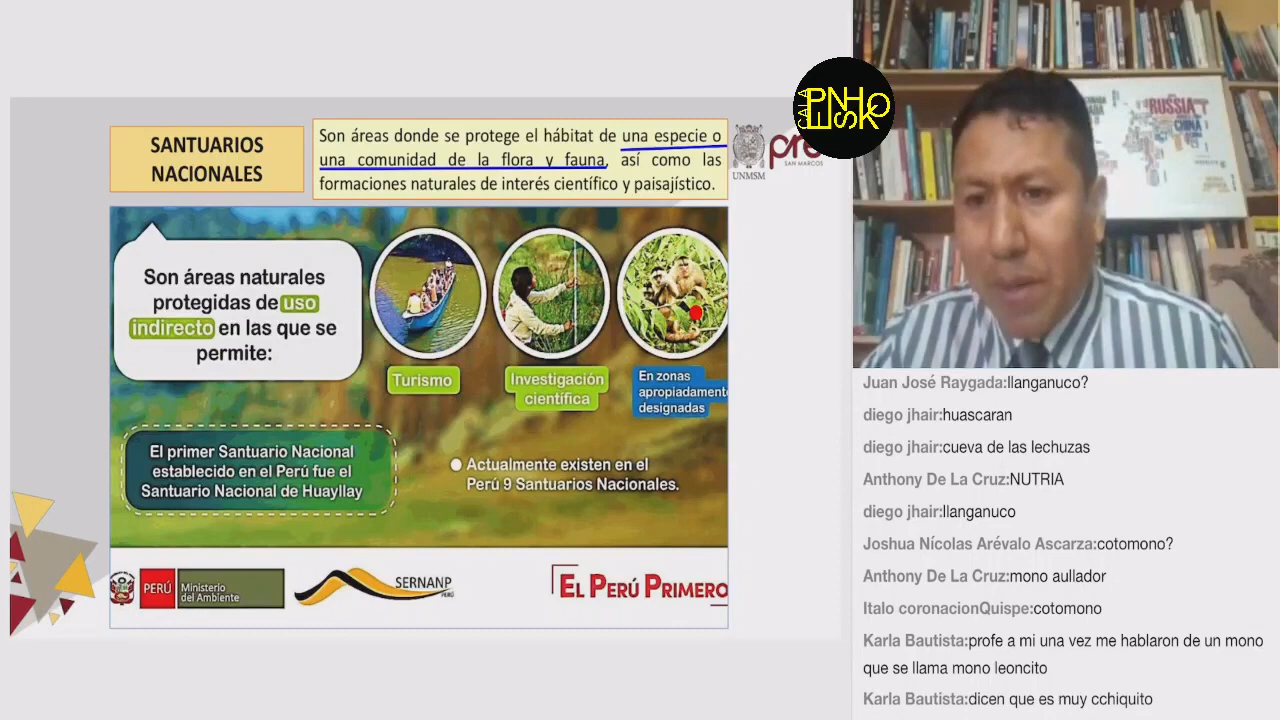 SANTUARIOS
NACIONALES
Son áreas donde se protege el hábitat de una especie o
una comunidad de la flora y fauna, así como las
formaciones naturales de interés científico y paisajístico.
UNMSM
pre
SAN MARCOS
CALA
PNHO
ESK
RUSSIA
CHINA
Son áreas naturales
protegidas de uso
indirecto en las que se
permite:
Turismo
Investigación
científica
En zonas
apropiadament
designadas
El primer Santuario Nacional
establecido en el Perú fue el
Santuario Nacional de Huayllay
Actualmente existen en el
Perú 9 Santuarios Nacionales.
PERÚ
Ministerio
del Ambiente
SERNANP
PERÚ
EL PERÚ PRIMERO
Juan José Raygada:llanganuco?
diego jhair:huascaran
diego jhair:cueva de las lechuzas
Anthony De La Cruz:NUTRIA
diego jhair:llanganuco
Joshua Nícolas Arévalo Ascarza:cotomono?
Anthony De La Cruz:mono aullador
Italo coronacionQuispe:cotomono
Karla Bautista:profe a mi una vez me hablaron de un mono
que se llama mono leoncito
Karla Bautista:dicen que es muy cchiquito